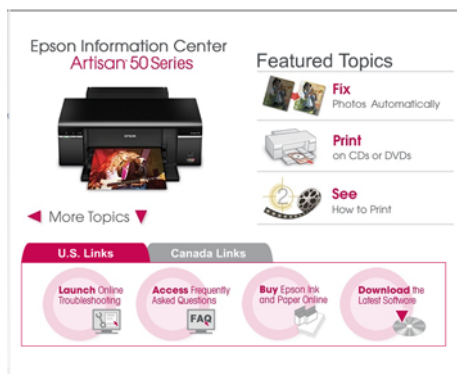 Epson Information Center
Artisan 50 Series
Featured Topics
Fix
Photos Automatically
Print
on CDs or DVDs
See
How to Print
EPSON
More Topics
U.S. Links
Canada Links
Launch Online
Troubleshooting
Access Frequently
Asked Questions
FAQ
Buy Epson Ink
and Paper Online
Download the
Latest Software
2